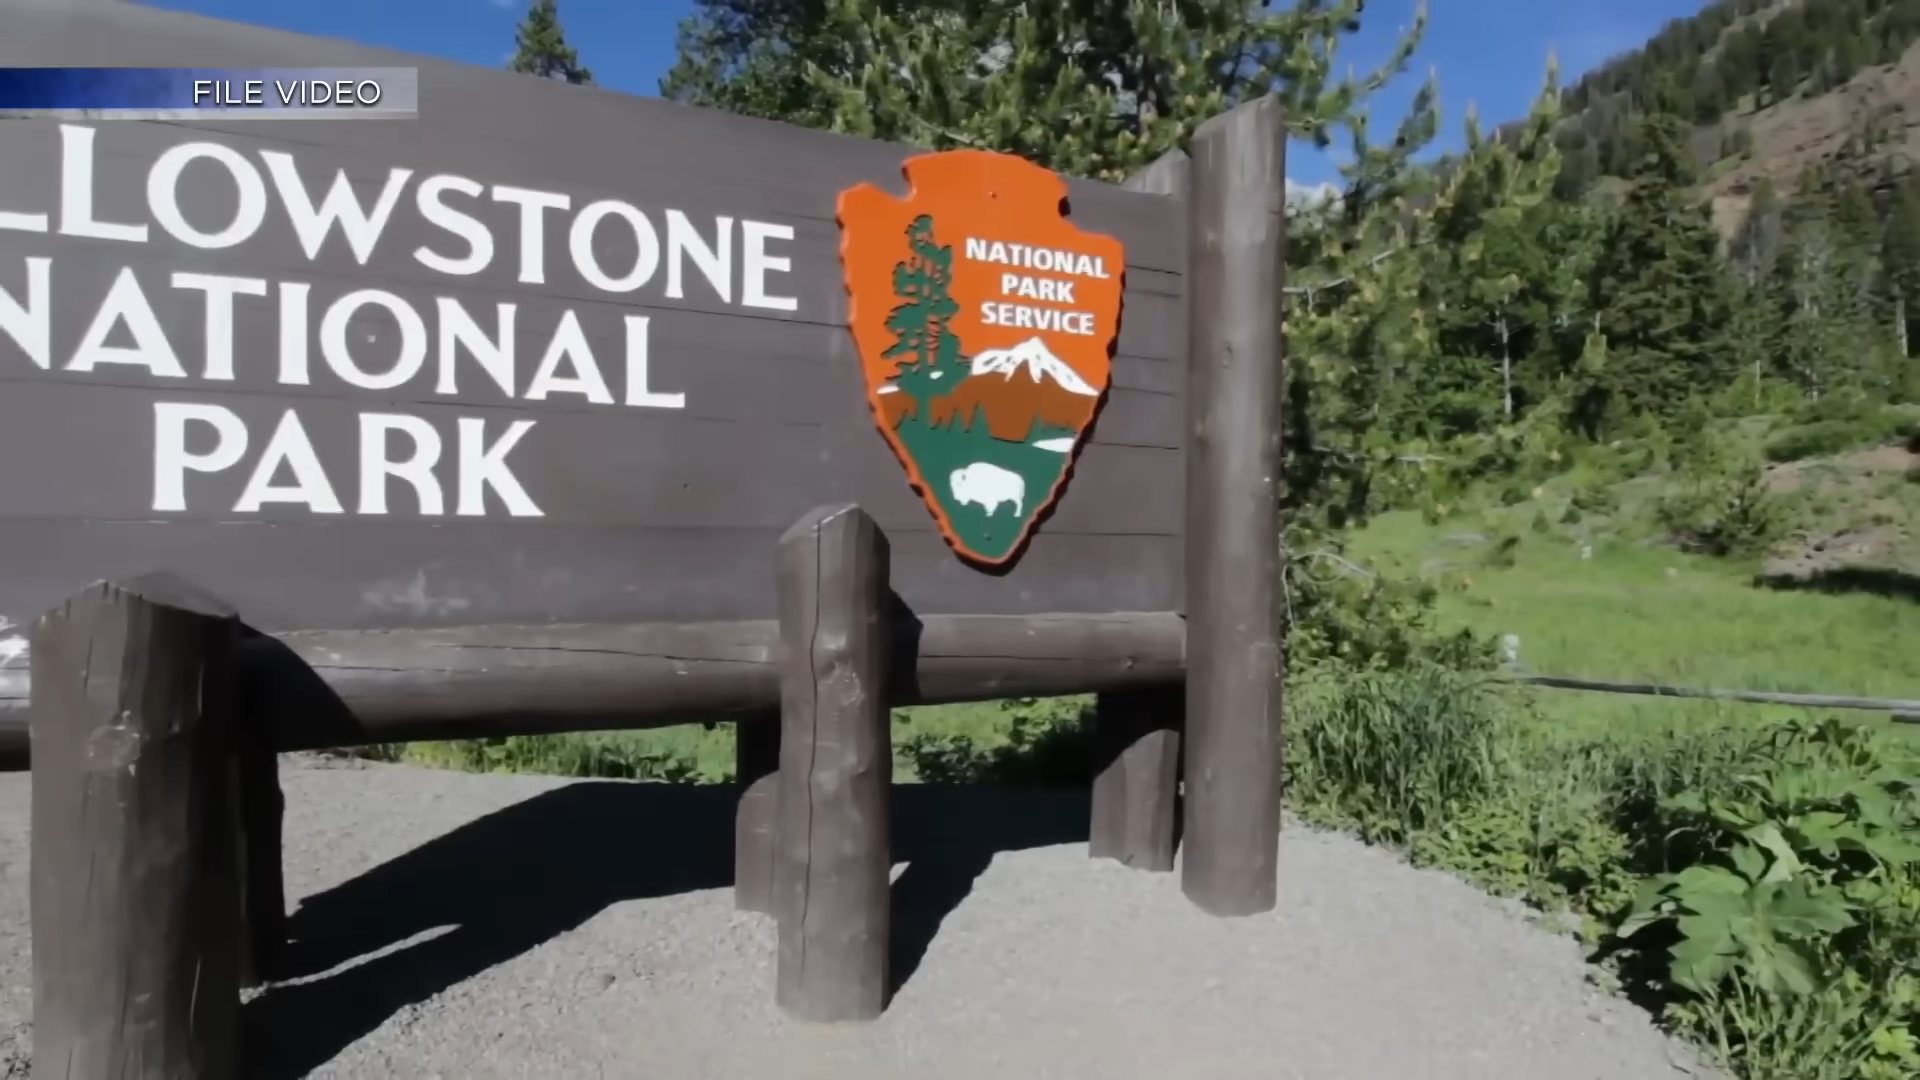 FILE VIDEO
LLOWSTONE
NATIONAL
PARK
NATIONAL
PARK
SERVICE